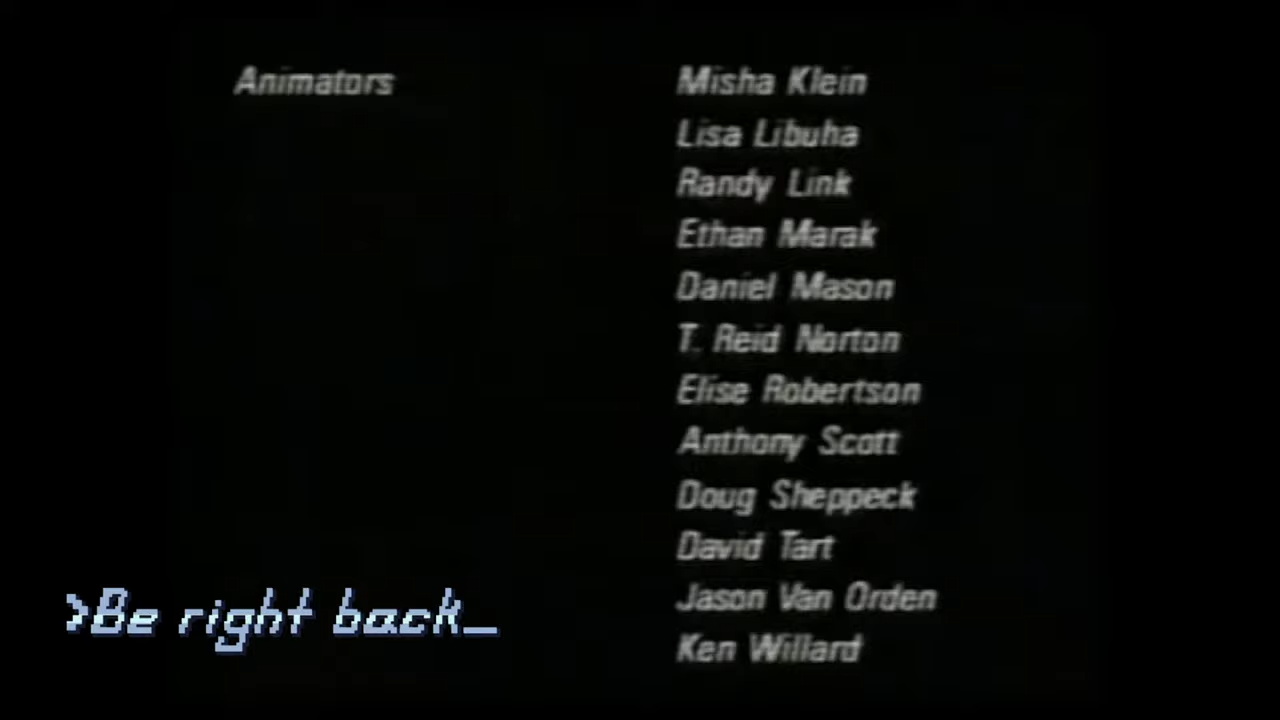 Animators Misha Klein
Lisa Libuha
Randy Link
Ethan Marak
Daniel Mason
T. Reid Norton
Elise Robertson
Anthony Scott
Doug Sheppeck
David Tart
Jason Van Orden
Ken Willard
>Be right back_